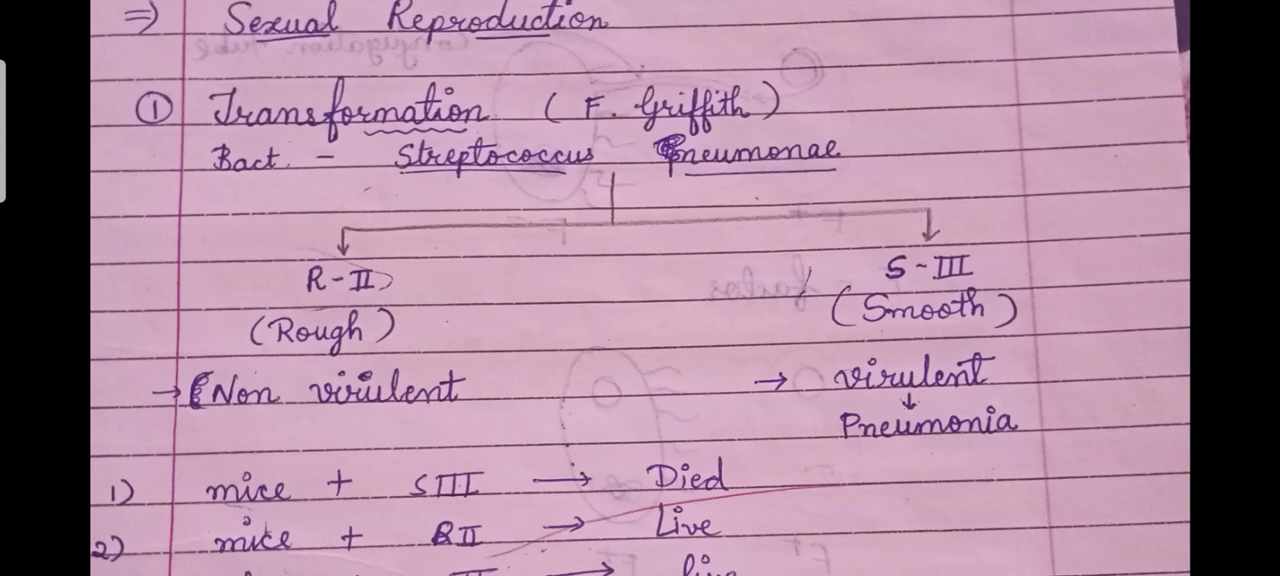 ⇒ Sexual Reproduction
① Transformation ( F. Griffith )
Bact. - Streptococcus Pneumonae
R-II S-III
(Rough) (Smooth)
→ Non virulent → virulent
↓
Pneumonia
1) mice + SIII → Died
2) mice + RII → Live